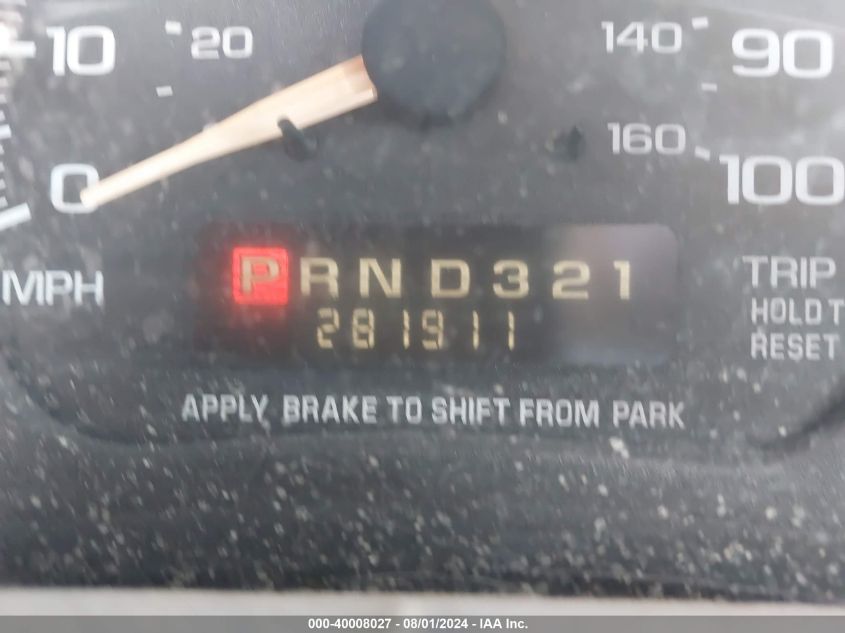 10 20 140 90
0 160 100
MPH PRND321 TRIP
281911 HOLD T
RESET
APPLY BRAKE TO SHIFT FROM PARK
000-40008027 - 08/01/2024 - IAA Inc.